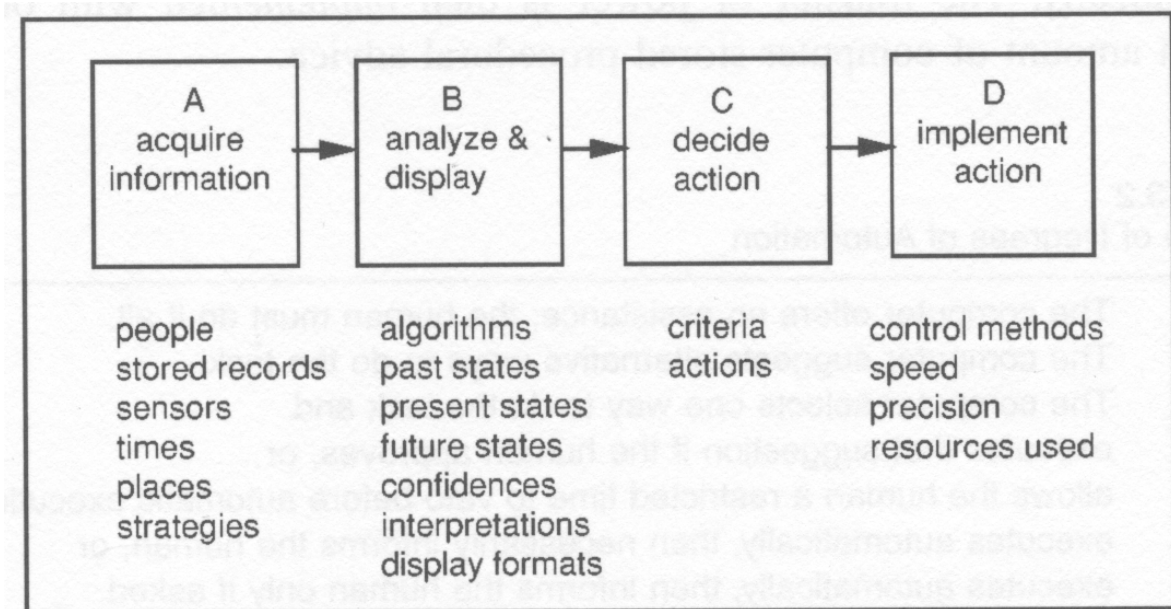 A
acquire
information
B
analyze &
display
C
decide
action
D
implement
action
people
stored records
sensors
times
places
strategies
algorithms
past states
present states
future states
confidences
interpretations
display formats
criteria
actions
control methods
speed
precision
resources used